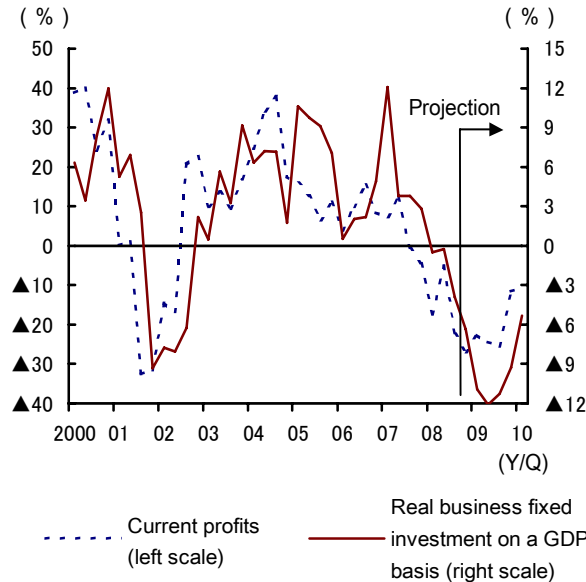 ( % ) ( % )
50 15
40 12
Projection
30 9
20 6
10 3
0 0
▲10 ▲3
▲20 ▲6
▲30 ▲9
▲40 ▲12
2000 01 02 03 04 05 06 07 08 09 10
(Y/Q)
Current profits
(left scale)
Real business fixed
investment on a GDP
basis (right scale)